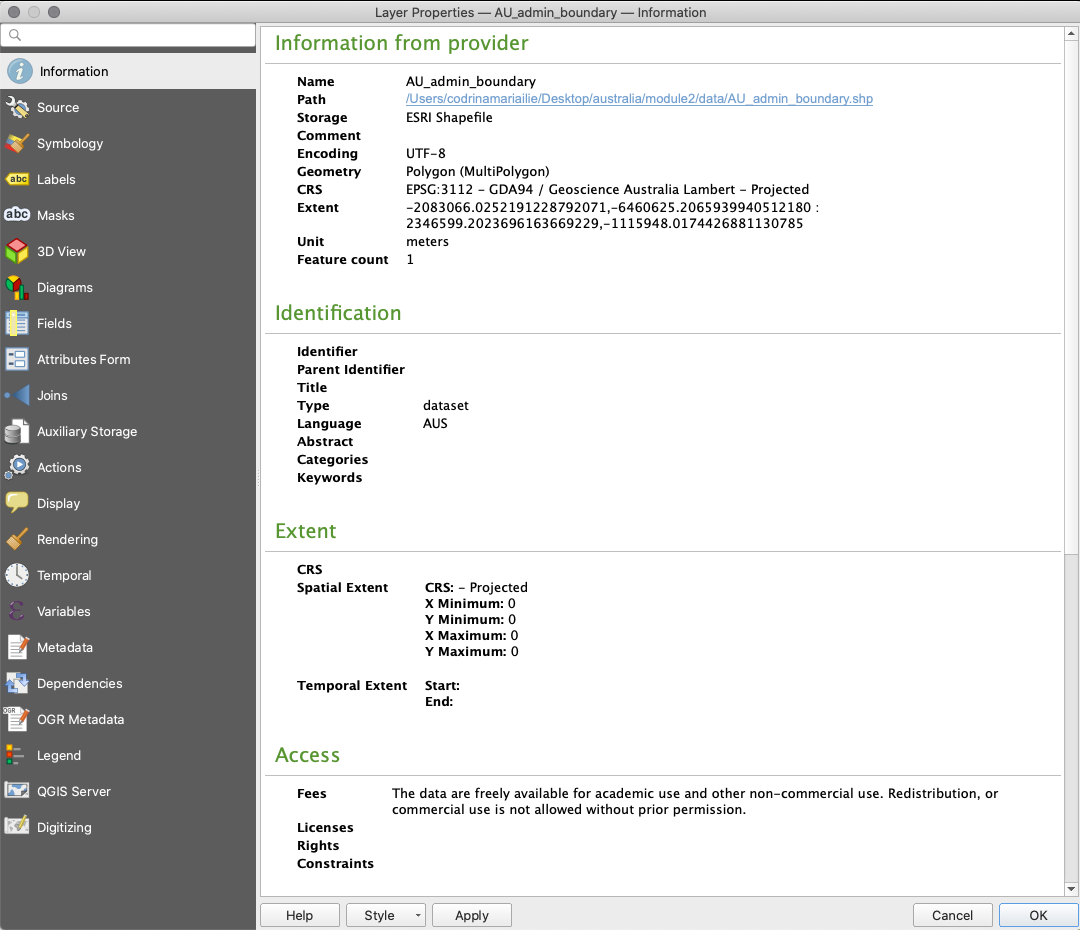 Layer Properties — AU_admin_boundary — Information
Information
Source
Symbology
abc Labels
abc Masks
3D View
Diagrams
Fields
Attributes Form
Joins
Auxiliary Storage
Actions
Display
Rendering
Temporal
Variables
Metadata
Dependencies
OGR OGR Metadata
Legend
QGIS Server
Digitizing
Information from provider
Name AU_admin_boundary
Path /Users/codrinamariailie/Desktop/australia/module2/data/AU_admin_boundary.shp
Storage ESRI Shapefile
Comment
Encoding UTF-8
Geometry Polygon (MultiPolygon)
CRS EPSG:3112 - GDA94 / Geoscience Australia Lambert - Projected
Extent -2083066.0252191228792071,-6460625.2065939940512180 :
2346599.2023696163669229,-1115948.0174426881130785
Unit meters
Feature count 1
Identification
Identifier
Parent Identifier
Title
Type dataset
Language AUS
Abstract
Categories
Keywords
Extent
CRS
Spatial Extent CRS: - Projected
X Minimum: 0
Y Minimum: 0
X Maximum: 0
Y Maximum: 0
Temporal Extent Start:
End:
Access
Fees The data are freely available for academic use and other non-commercial use. Redistribution, or
commercial use is not allowed without prior permission.
Licenses
Rights
Constraints
Help Style Apply Cancel OK